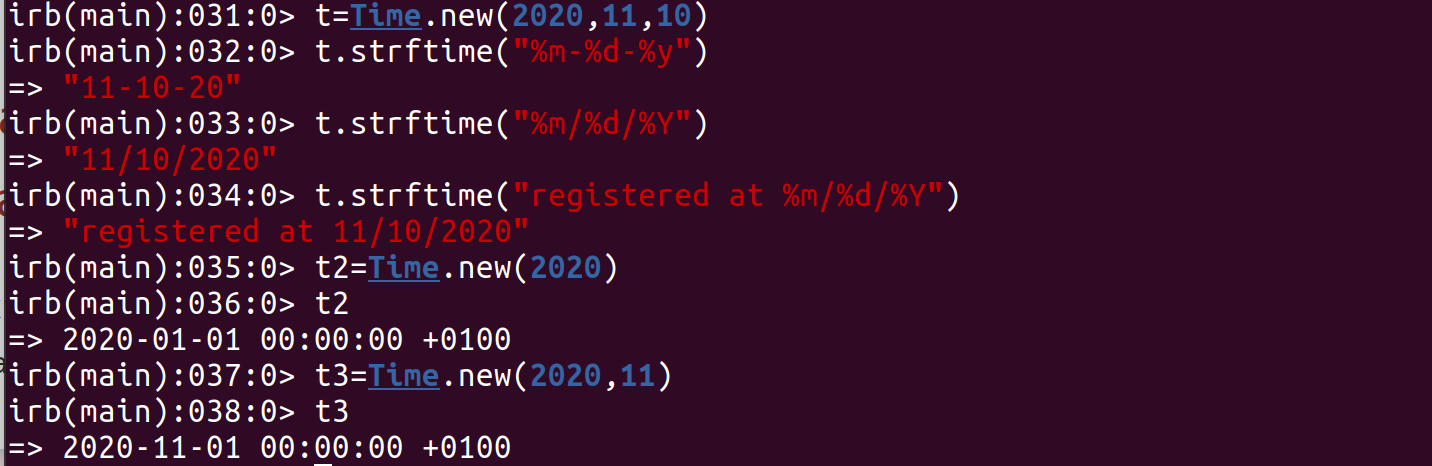 irb(main):031:0> t=Time.new(2020,11,10)
irb(main):032:0> t.strftime("%m-%d-%y")
=> "11-10-20"
irb(main):033:0> t.strftime("%m/%d/%Y")
=> "11/10/2020"
irb(main):034:0> t.strftime("registered at %m/%d/%Y")
=> "registered at 11/10/2020"
irb(main):035:0> t2=Time.new(2020)
irb(main):036:0> t2
=> 2020-01-01 00:00:00 +0100
irb(main):037:0> t3=Time.new(2020,11)
irb(main):038:0> t3
=> 2020-11-01 00:00:00 +0100